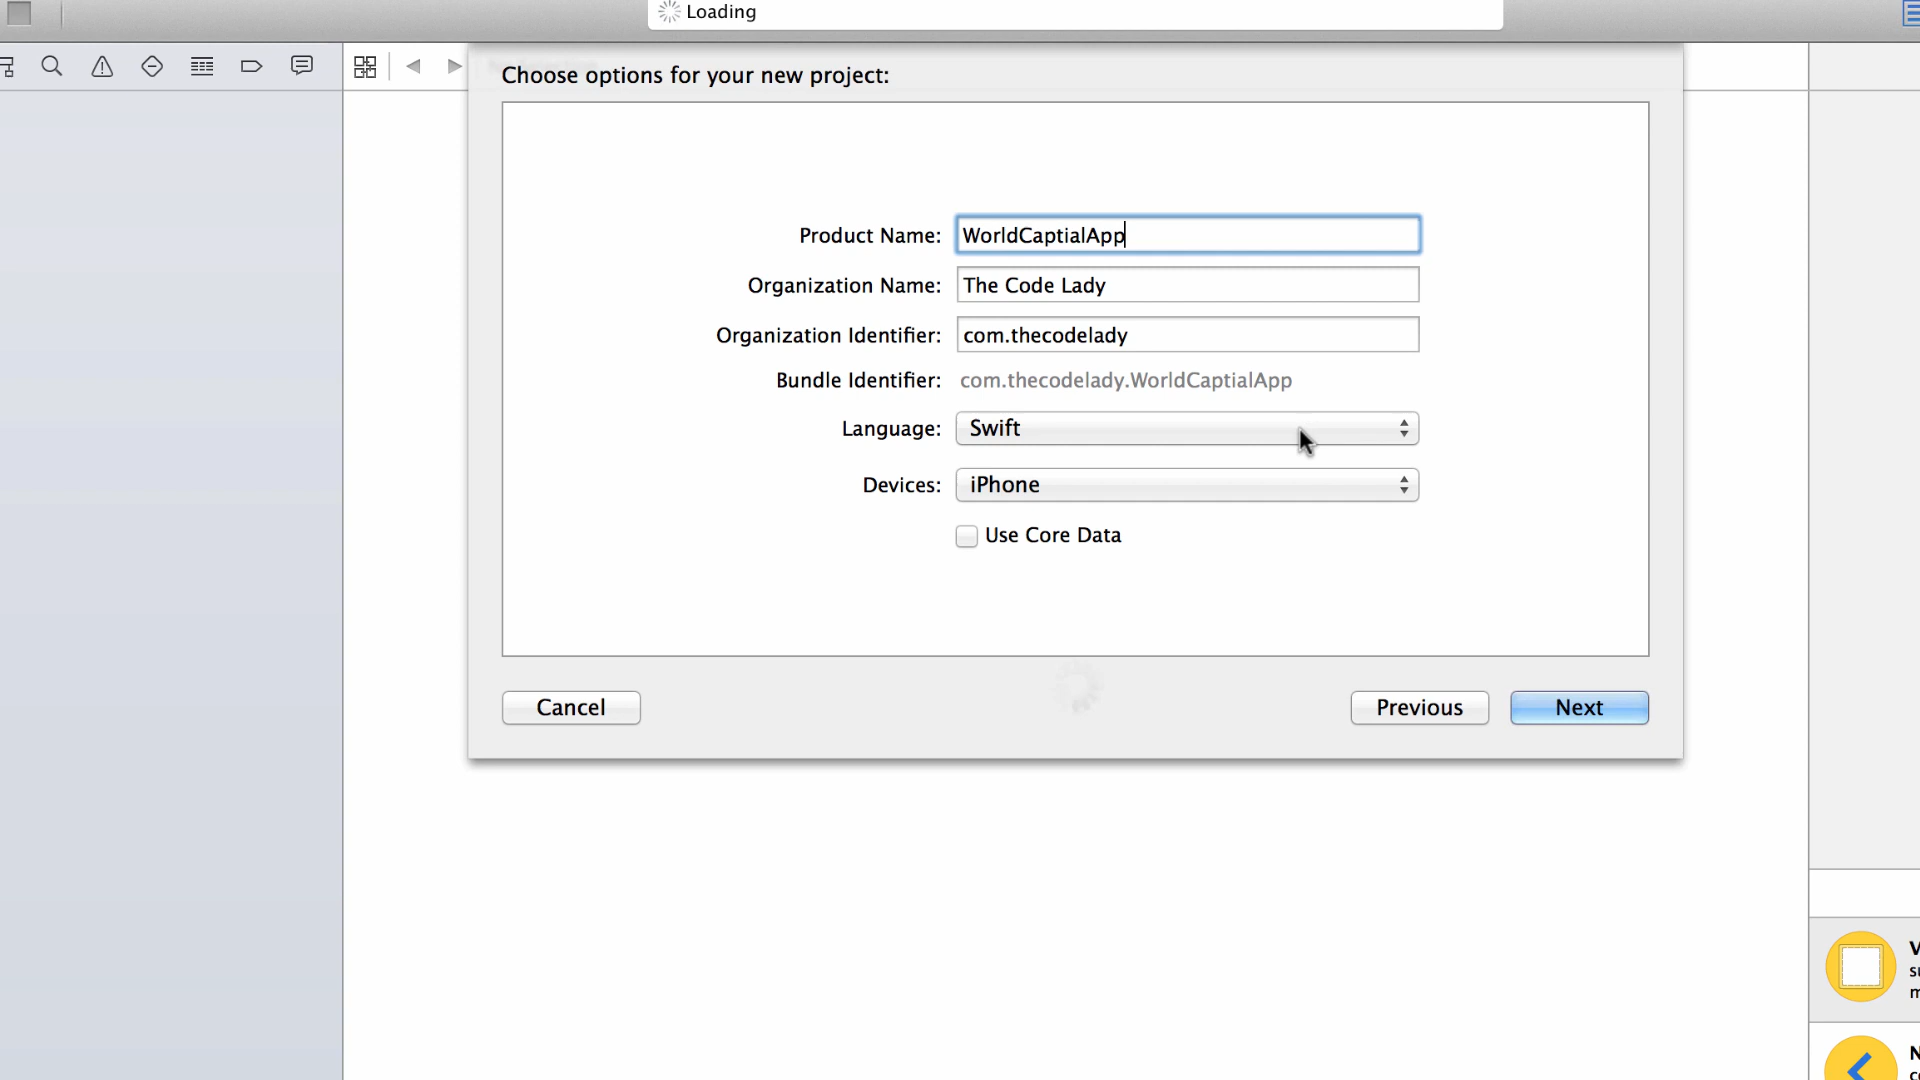 Loading
Choose options for your new project:
Product Name: WorldCaptialApp
Organization Name: The Code Lady
Organization Identifier: com.thecodelady
Bundle Identifier: com.thecodelady.WorldCaptialApp
Language: Swift
Devices: iPhone
Use Core Data
Cancel
Previous
Next